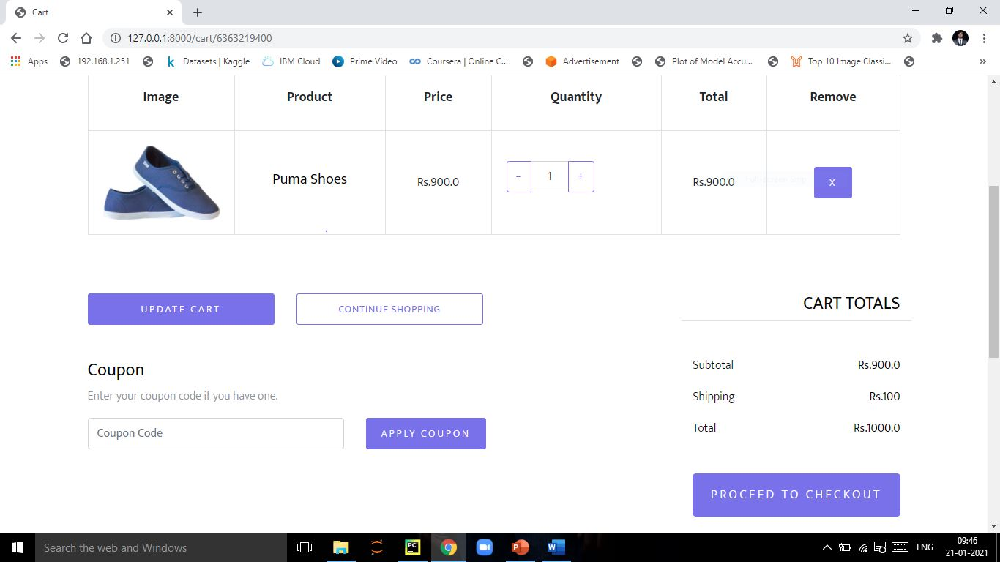 Cart
127.0.0.1:8000/cart/6363219400
Apps 192.168.1.251 Datasets | Kaggle IBM Cloud Prime Video Coursera | Online C... Advertisement Plot of Model Accu... Top 10 Image Classi... »
Image Product Price Quantity Total Remove
Puma Shoes Rs.900.0 - 1 + Rs.900.0 Full-screen Snip X
UPDATE CART CONTINUE SHOPPING
CART TOTALS
Coupon
Enter your coupon code if you have one.
Coupon Code APPLY COUPON
Subtotal Rs.900.0
Shipping Rs.100
Total Rs.1000.0
PROCEED TO CHECKOUT
Search the web and Windows
ENG
09:46
21-01-2021